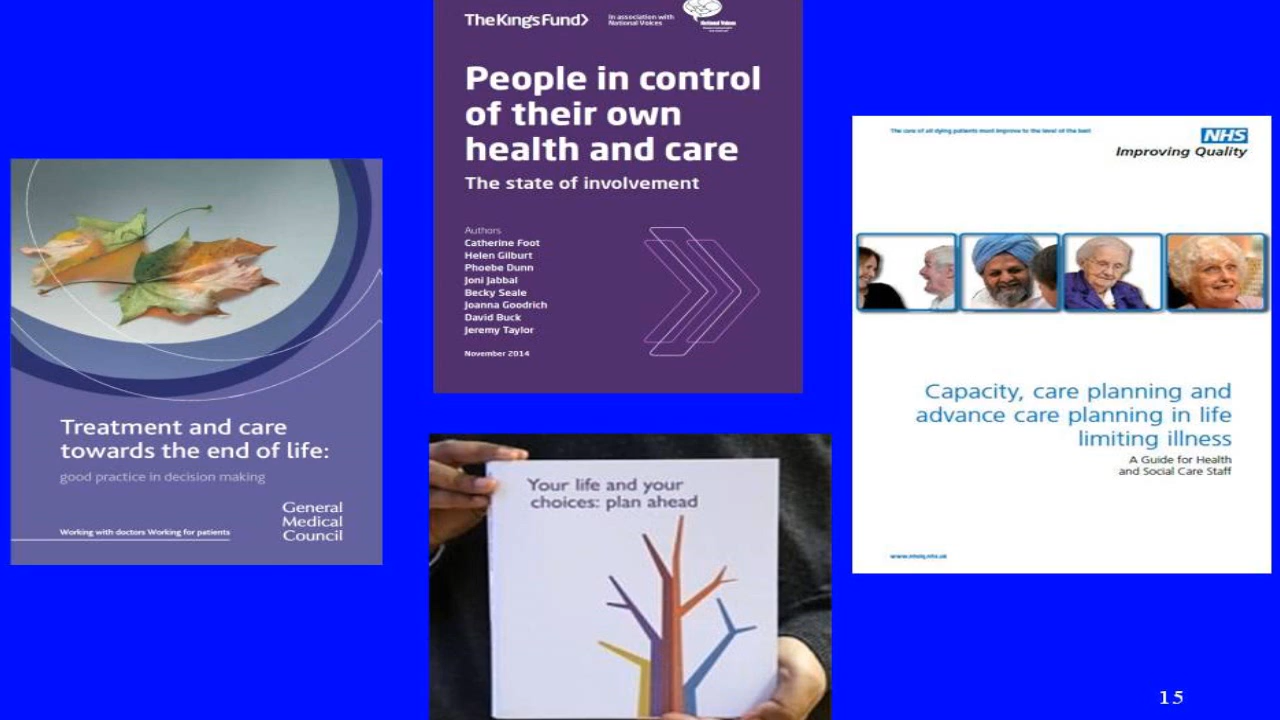 TheKing'sFund>
In association with
National Voices
People in control
of their own
health and care
The state of involvement
Authors
Catherine Foot
Helen Gilburt
Phoebe Dunn
Joni Jabbal
Becky Seale
Joanna Goodrich
David Buck
Jeremy Taylor
November 2014
Treatment and care
towards the end of life:
good practice in decision making
General
Medical
Council
Working with doctors Working for patients
Your life and your
choices: plan ahead
The care of all dying patients must improve to the level of the best
NHS
Improving Quality
Capacity, care planning and
advance care planning in life
limiting illness
A Guide for Health
and Social Care Staff
www.nhsiq.nhs.uk
15